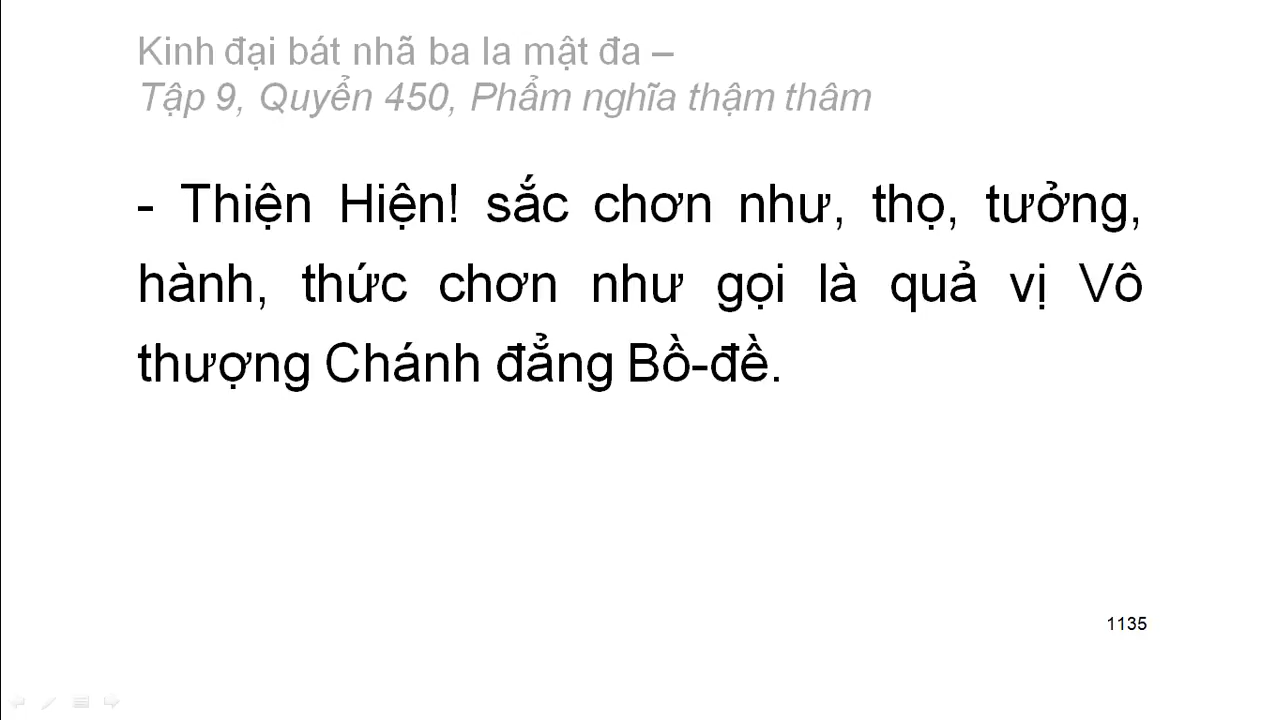 Kinh đại bát nhã ba la mật đa –
Tập 9, Quyển 450, Phẩm nghĩa thậm thâm
- Thiện Hiện! sắc chơn như, thọ, tưởng,
hành, thức chơn như gọi là quả vị Vô
thượng Chánh đẳng Bồ-đề.
1135